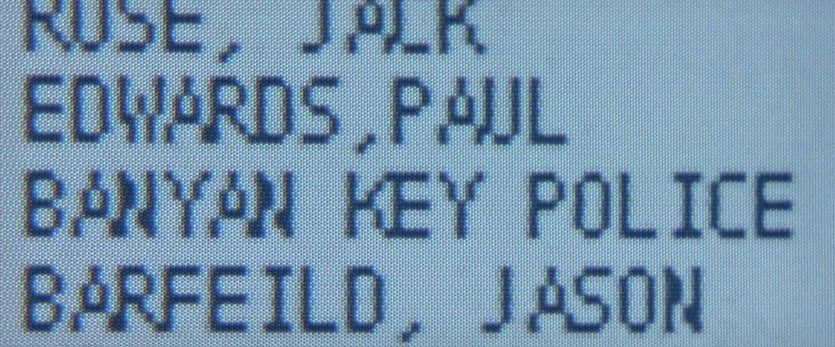 ROSE, JACK
EDWARDS,PAUL
BANYAN KEY POLICE
BARFEILD, JASON